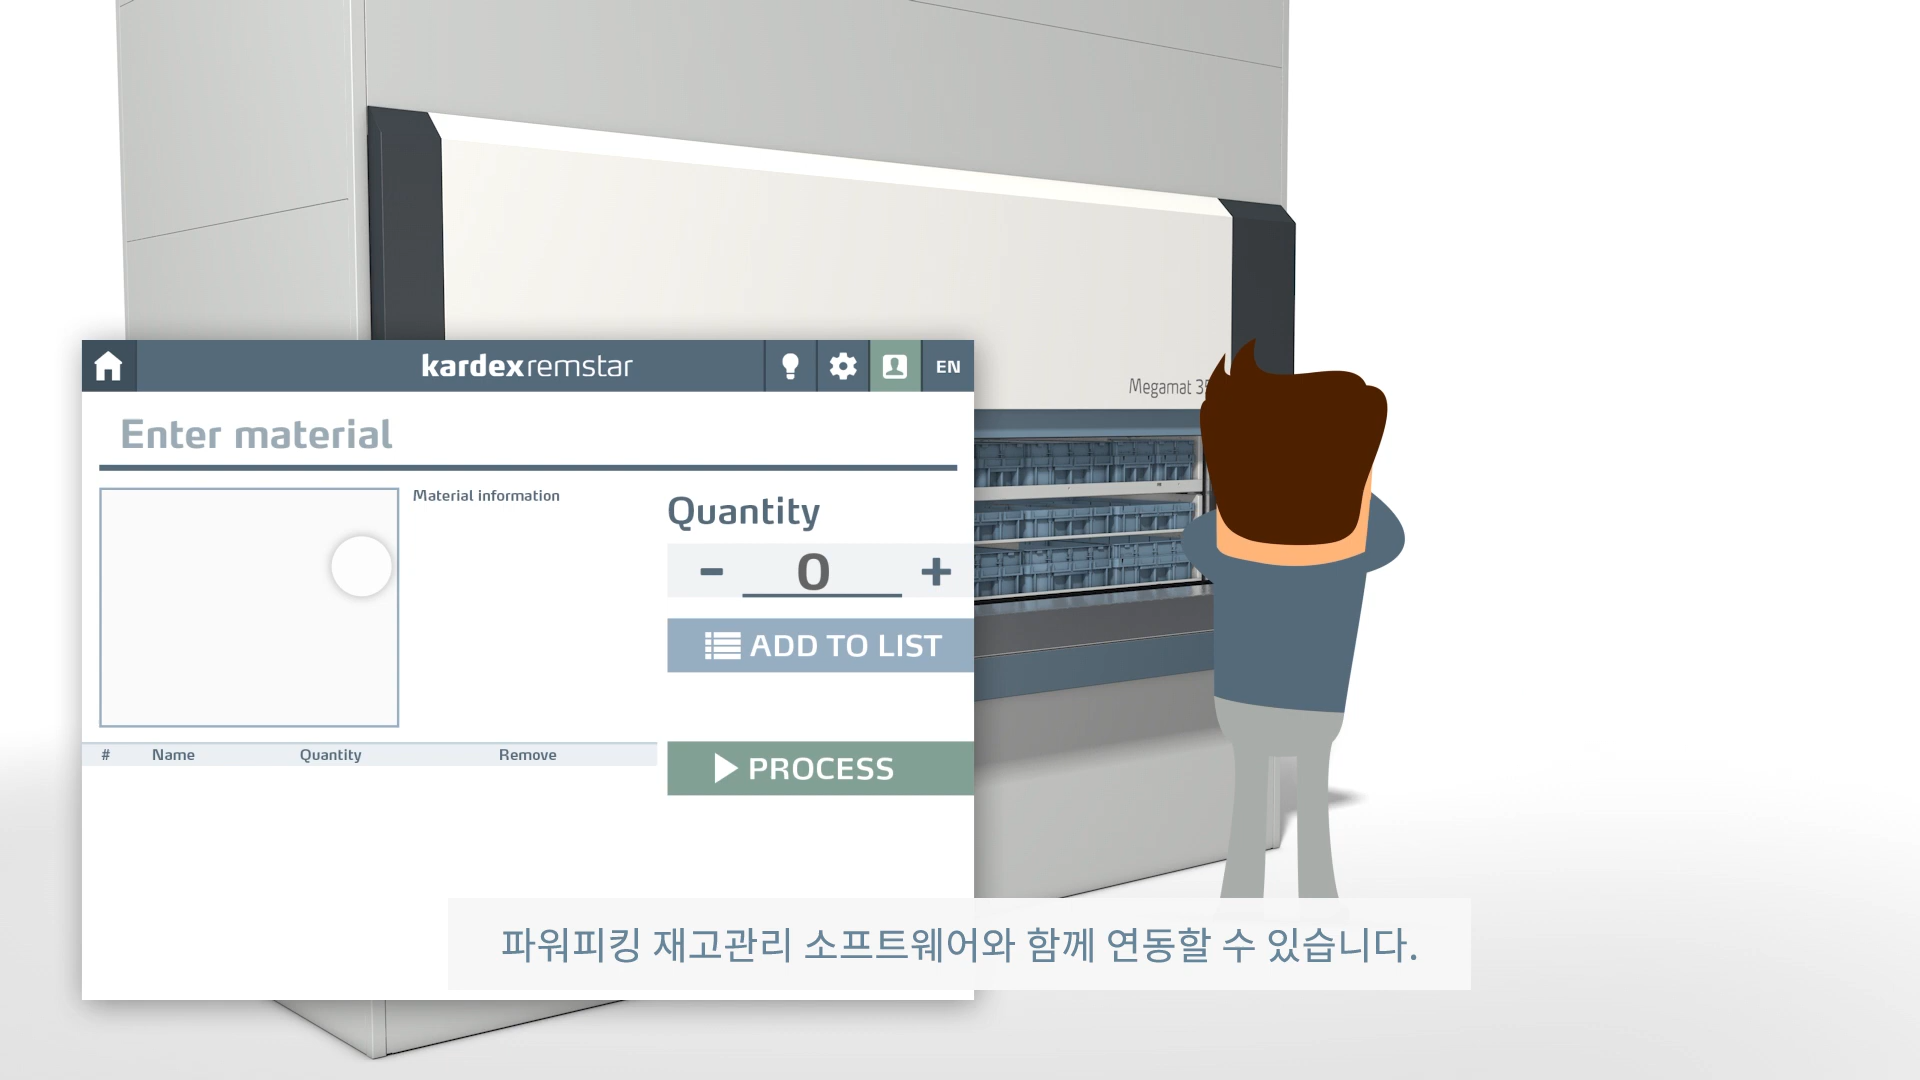 Megamat
kardexremstar
EN
Enter material
Material information
Quantity
- 0 +
ADD TO LIST
# Name Quantity Remove
PROCESS
파워피킹 재고관리 소프트웨어와 함께 연동할 수 있습니다.